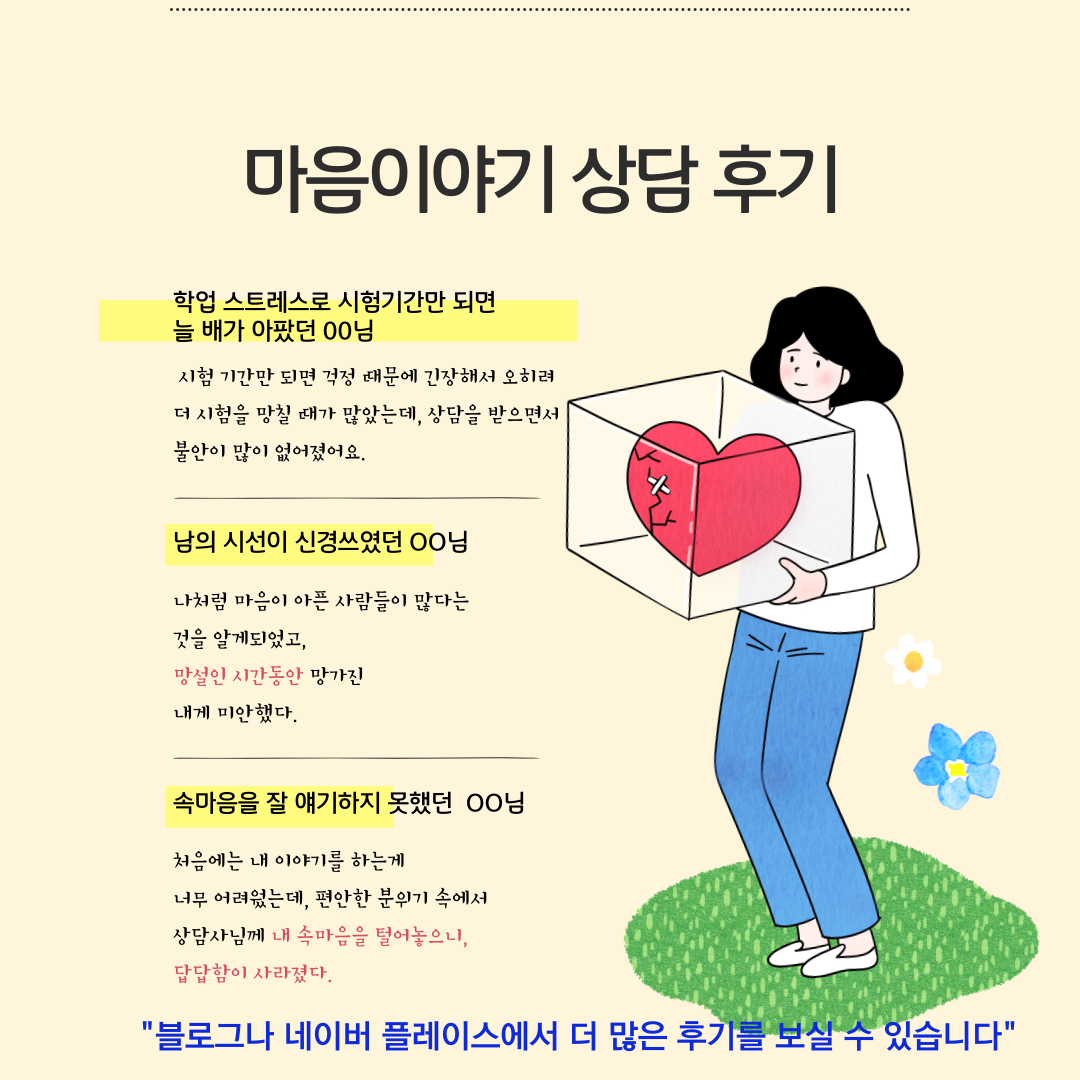 마음이야기 상담 후기
학업 스트레스로 시험기간만 되면
늘 배가 아팠던 00님
시험 기간만 되면 걱정 때문에 긴장해서 오히려
더 시험을 망칠 때가 많았는데, 상담을 받으면서
불안이 많이 없어졌어요.
남의 시선이 신경쓰였던 OO님
나처럼 마음이 아픈 사람들이 많다는
것을 알게되었고,
망설인 시간동안 망가진
내게 미안했다.
속마음을 잘 얘기하지 못했던 OO님
처음에는 내 이야기를 하는게
너무 어려웠는데, 편안한 분위기 속에서
상담사님께 내 속마음을 털어놓으니,
답답함이 사라졌다.
"블로그나 네이버 플레이스에서 더 많은 후기를 보실 수 있습니다"